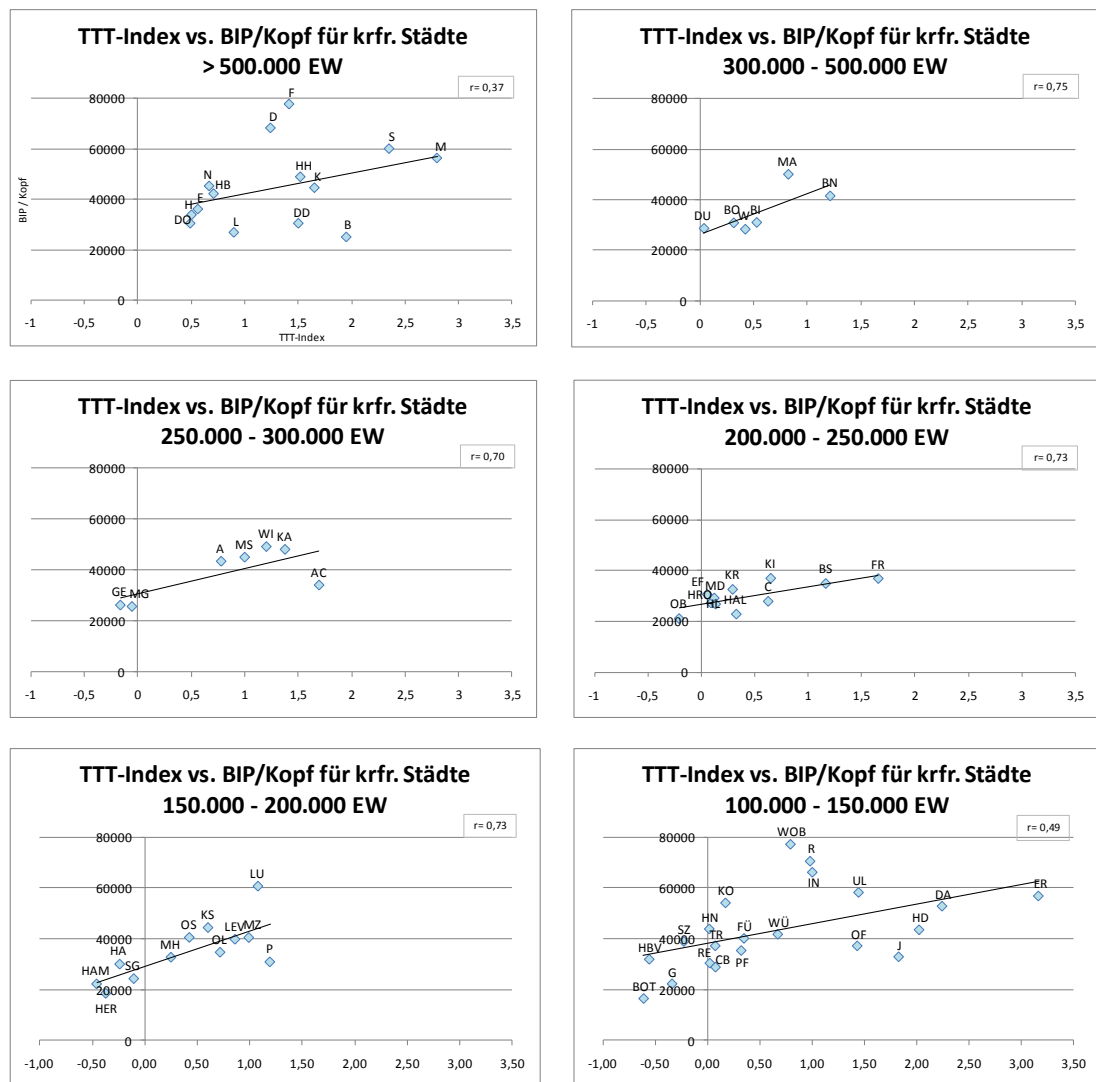 TTT-Index vs. BIP/Kopf für krfr. Städte
> 500.000 EW
r= 0,37
80000
60000
40000
20000
0
BIP / Kopf
F
D
S
M
HH
K
N
HB
E
H
DO
L
DD
B
-1 -0,5 0 0,5 1 1,5 2 2,5 3 3,5
TTT-Index
TTT-Index vs. BIP/Kopf für krfr. Städte
300.000 - 500.000 EW
r= 0,75
80000
60000
40000
20000
0
MA
BN
DU BO W BI
-1 -0,5 0 0,5 1 1,5 2 2,5 3 3,5
TTT-Index vs. BIP/Kopf für krfr. Städte
250.000 - 300.000 EW
r= 0,70
80000
60000
40000
20000
0
A MS WI KA
AC
GE MG
-1 -0,5 0 0,5 1 1,5 2 2,5 3 3,5
TTT-Index vs. BIP/Kopf für krfr. Städte
200.000 - 250.000 EW
r= 0,73
80000
60000
40000
20000
0
KI BS FR
EF MD KR C
HRO HL HAL
OB
-1 -0,5 0 0,5 1 1,5 2 2,5 3 3,5
TTT-Index vs. BIP/Kopf für krfr. Städte
150.000 - 200.000 EW
r= 0,73
80000
60000
40000
20000
0
LU
KS
OS LEV MZ
MH OL P
HA SG
HAM
HER
-1,00 -0,50 0,00 0,50 1,00 1,50 2,00 2,50 3,00 3,50
TTT-Index vs. BIP/Kopf für krfr. Städte
100.000 - 150.000 EW
r= 0,49
80000
60000
40000
20000
0
WOB
R
IN
UL
KO DA ER
HN HD
SZ TR FÜ WÜ OF J
HBV RE CB PF
G
BOT
-1,00 -0,50 0,00 0,50 1,00 1,50 2,00 2,50 3,00 3,50